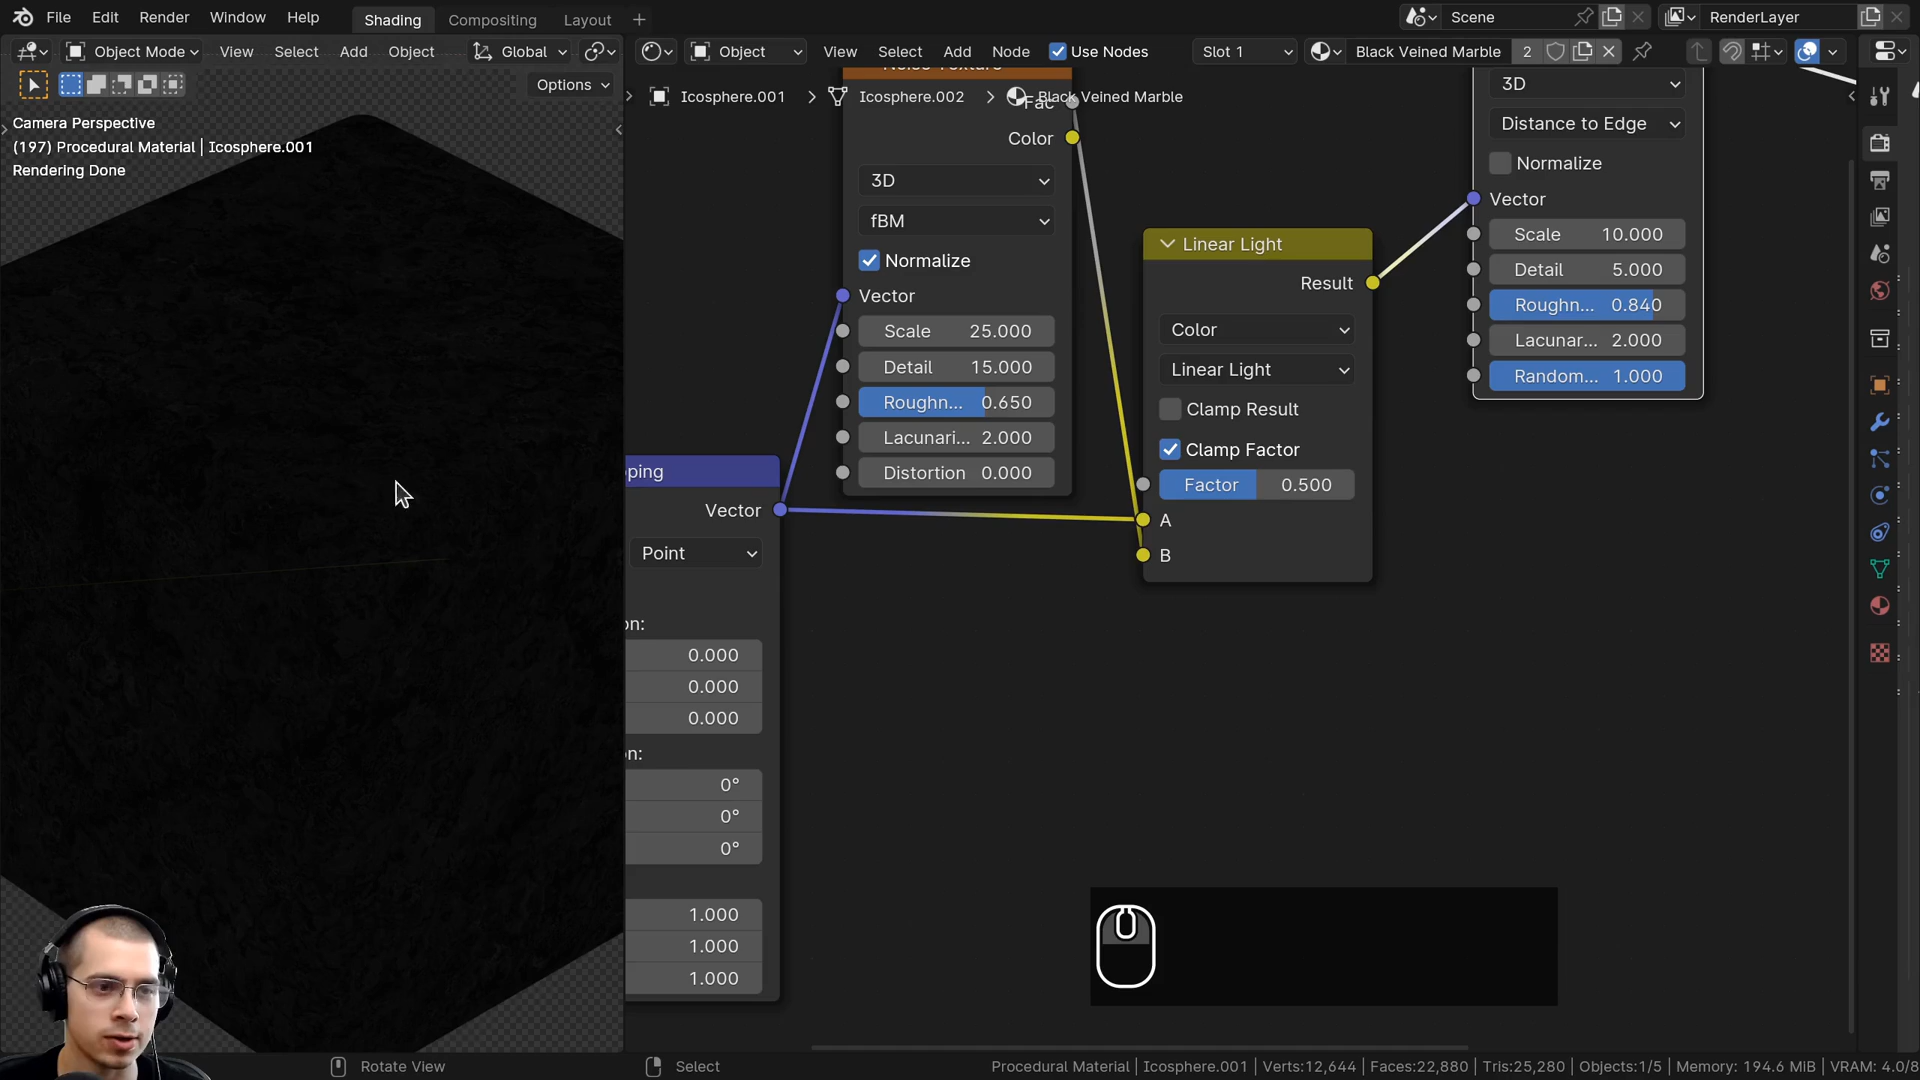 File Edit Render Window Help Shading Compositing Layout + Scene RenderLayer
Object Mode View Select Add Object Global Object View Select Add Node Use Nodes Slot 1 Black Veined Marble 2
Options
Icosphere.001 > Icosphere.002 > Black Veined Marble
Camera Perspective
(197) Procedural Material | Icosphere.001
Rendering Done
Noise Texture
Fac
Color
3D
fBM
Normalize
Vector
Scale 25.000
Detail 15.000
Roughn... 0.650
Lacunari... 2.000
Distortion 0.000
pping
Vector
Point
on:
0.000
0.000
0.000
n:
0°
0°
0°
1.000
1.000
1.000
Linear Light
Result
Color
Linear Light
Clamp Result
Clamp Factor
Factor 0.500
A
B
3D
Distance to Edge
Normalize
Vector
Scale 10.000
Detail 5.000
Roughn... 0.840
Lacunar... 2.000
Random... 1.000
Rotate View Select Procedural Material | Icosphere.001 | Verts:12,644 | Faces:22,880 | Tris:25,280 | Objects:1/5 | Memory: 194.6 MiB | VRAM: 4.0/8